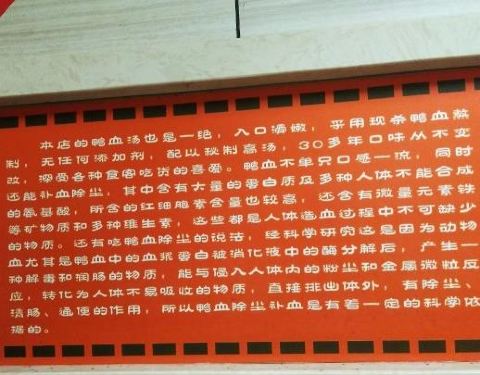 本店的鸭血汤也是一绝，入口滑嫩，采用现杀鸭血熬
制，无任何添加剂，配以秘制高汤，30多年口味从不变
改，深受各种食客吃货的喜爱。鸭血不单只口感一流，同时
还能补血除尘，其中含有大量的蛋白质及多种人体不能合成
的氨基酸，所含的红细胞素含量也较高，还含有微量元素铁
等矿物质和多种维生素，这些都是人体造血过程中不可缺少
的物质。还有吃鸭血除尘的说法，经科学研究这是因为动物
血尤其是鸭血中的血浆蛋白被消化液中的酶分解后，产生一
种解毒和润肠的物质，能与侵入人体内的粉尘和金属微粒反
应，转化为人体不易吸收的物质，直接排出体外，有除尘、
清肠、通便的作用，所以鸭血除尘补血是有着一定的科学依
据的。